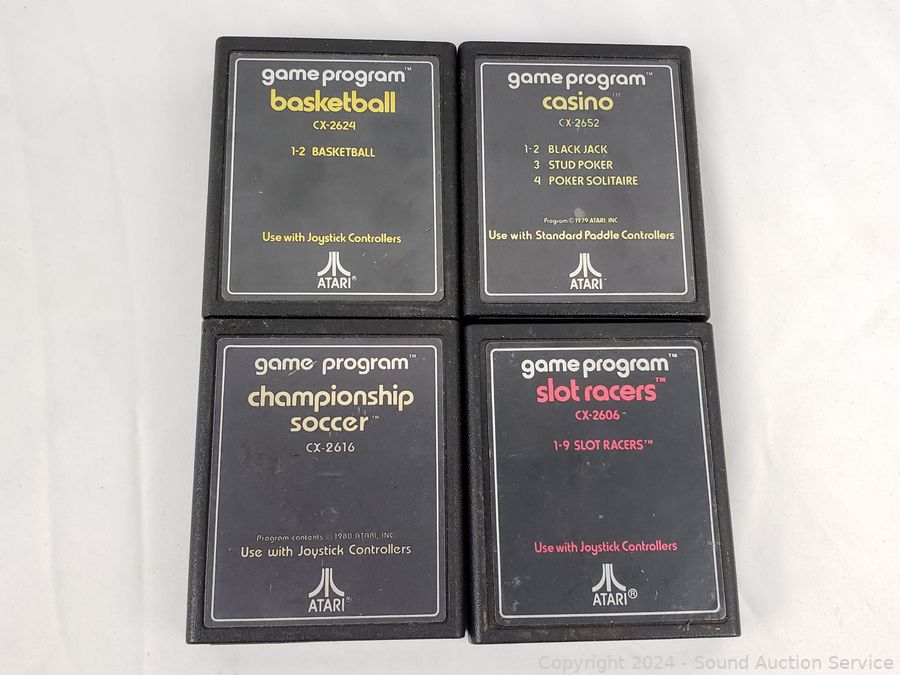 game program™
basketball
CX-2624
1-2 BASKETBALL
Use with Joystick Controllers
ATARI®
game program™
casino™
CX-2652
1-2 BLACK JACK
3 STUD POKER
4 POKER SOLITAIRE
Program © 1979 ATARI, INC.
Use with Standard Paddle Controllers
ATARI
game program™
championship
soccer™
CX-2616
Program contents © 1980 ATARI, INC.
Use with Joystick Controllers
ATARI®
game program™
slot racers™
CX-2606
1-9 SLOT RACERS™
Use with Joystick Controllers
ATARI®
Copyright 2024 - Sound Auction Service